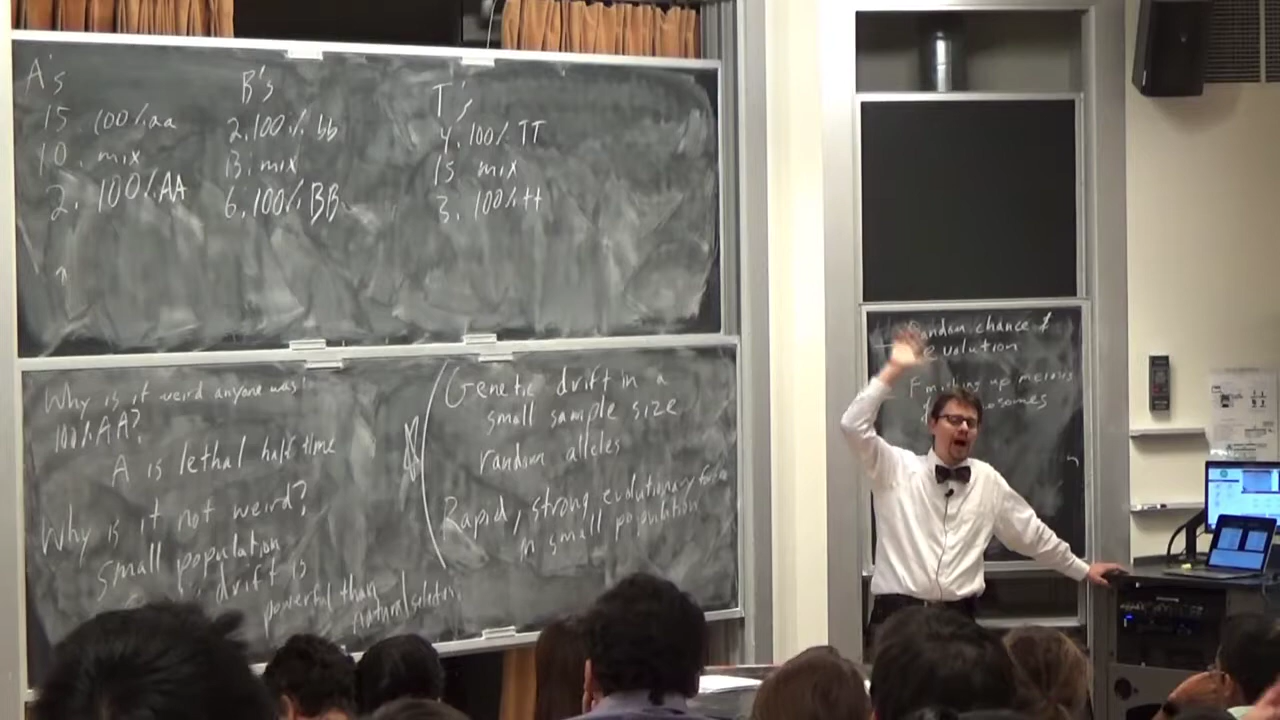 A's
15. 100% aa
10. mix
2. 100% AA
B's
2. 100% bb
13. mix
6. 100% BB
T's
4. 100% TT
15 mix
3. 100% tt
Why is it weird anyone was
100% AA?
A is lethal half time
Why is it not weird?
small population
drift is
powerful than
natural selection
Genetic drift in a
small sample size
random alleles
Rapid, strong evolutionary
in small population
Random chance &
evolution
up meiosis